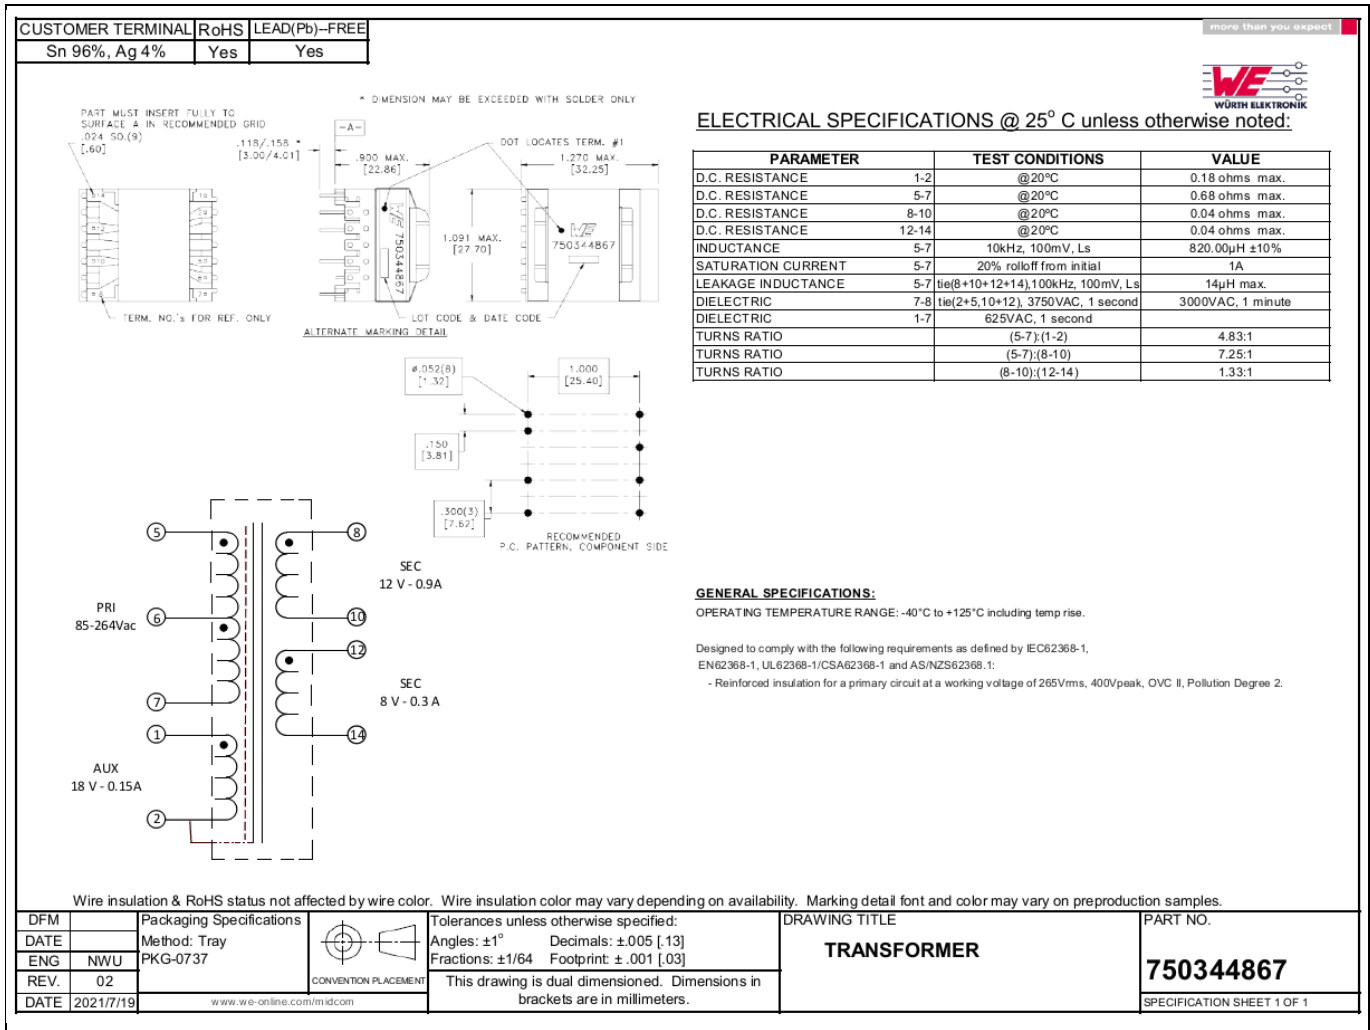 CUSTOMER TERMINAL RoHS LEAD(Pb)--FREE
Sn 96%, Ag 4% Yes Yes
more than you expect
WE
WÜRTH ELEKTRONIK
* DIMENSION MAY BE EXCEEDED WITH SOLDER ONLY
PART MUST INSERT FULLY TO
SURFACE A IN RECOMMENDED GRID
.024 SQ.(9)
[.60]
.118/.158 *
[3.00/4.01]
-A-
.900 MAX.
[22.86]
DOT LOCATES TERM. #1
1.270 MAX.
[32.25]
1.091 MAX.
[27.70]
WE 750344867
WE
750344867
TERM. NO.'s FOR REF. ONLY
LOT CODE & DATE CODE
ALTERNATE MARKING DETAIL
ø.052(8)
[1.32]
1.000
[25.40]
.150
[3.81]
.300(3)
[7.62]
RECOMMENDED
P.C. PATTERN, COMPONENT SIDE
ELECTRICAL SPECIFICATIONS @ 25° C unless otherwise noted:
PARAMETER TEST CONDITIONS VALUE
D.C. RESISTANCE 1-2 @20ºC 0.18 ohms max.
D.C. RESISTANCE 5-7 @20ºC 0.68 ohms max.
D.C. RESISTANCE 8-10 @20ºC 0.04 ohms max.
D.C. RESISTANCE 12-14 @20ºC 0.04 ohms max.
INDUCTANCE 5-7 10kHz, 100mV, Ls 820.00µH ±10%
SATURATION CURRENT 5-7 20% rolloff from initial 1A
LEAKAGE INDUCTANCE 5-7 tie(8+10+12+14),100kHz, 100mV, Ls 14µH max.
DIELECTRIC 7-8 tie(2+5,10+12), 3750VAC, 1 second 3000VAC, 1 minute
DIELECTRIC 1-7 625VAC, 1 second
TURNS RATIO (5-7):(1-2) 4.83:1
TURNS RATIO (5-7):(8-10) 7.25:1
TURNS RATIO (8-10):(12-14) 1.33:1
5
8
SEC
12 V - 0.9A
PRI
85-264Vac
6
10
12
SEC
8 V - 0.3 A
7
1
14
AUX
18 V - 0.15A
2
GENERAL SPECIFICATIONS:
OPERATING TEMPERATURE RANGE: -40°C to +125°C including temp rise.
Designed to comply with the following requirements as defined by IEC62368-1,
EN62368-1, UL62368-1/CSA62368-1 and AS/NZS62368.1:
- Reinforced insulation for a primary circuit at a working voltage of 265Vrms, 400Vpeak, OVC II, Pollution Degree 2.
Wire insulation & RoHS status not affected by wire color. Wire insulation color may vary depending on availability. Marking detail font and color may vary on preproduction samples.
DFM
DATE
ENG NWU
REV. 02
DATE 2021/7/19
Packaging Specifications
Method: Tray
PKG-0737
www.we-online.com/midcom
CONVENTION PLACEMENT
Tolerances unless otherwise specified:
Angles: ±1° Decimals: ±.005 [.13]
Fractions: ±1/64 Footprint: ± .001 [.03]
This drawing is dual dimensioned. Dimensions in
brackets are in millimeters.
DRAWING TITLE
TRANSFORMER
PART NO.
750344867
SPECIFICATION SHEET 1 OF 1